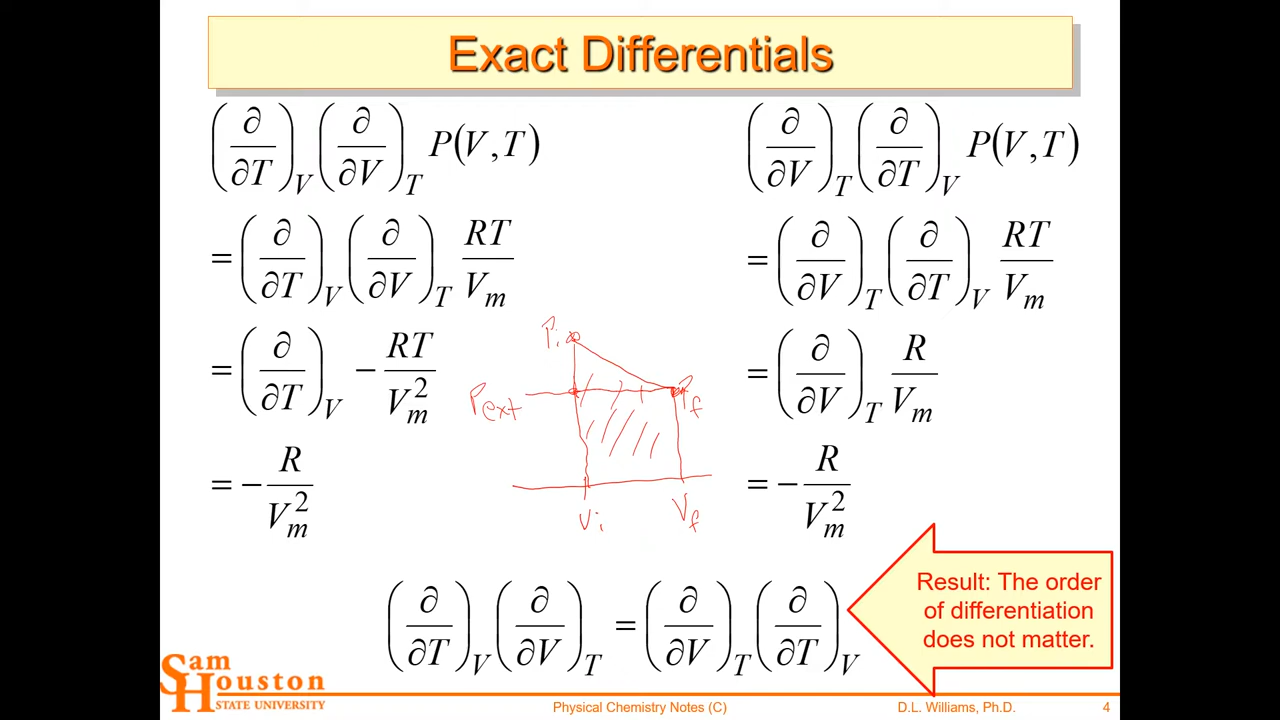 Exact Differentials
(∂/∂T)_V (∂/∂V)_T P(V,T)
= (∂/∂T)_V (∂/∂V)_T RT/V_m
= (∂/∂T)_V − RT/V_m^2
= − R/V_m^2
(∂/∂V)_T (∂/∂T)_V P(V,T)
= (∂/∂V)_T (∂/∂T)_V RT/V_m
= (∂/∂V)_T R/V_m
= − R/V_m^2
P_i
P_ext
P_f
V_i
V_f
(∂/∂T)_V (∂/∂V)_T = (∂/∂V)_T (∂/∂T)_V
Result: The order
of differentiation
does not matter.
Sam
Houston
STATE UNIVERSITY
Physical Chemistry Notes (C)
D.L. Williams, Ph.D.
4